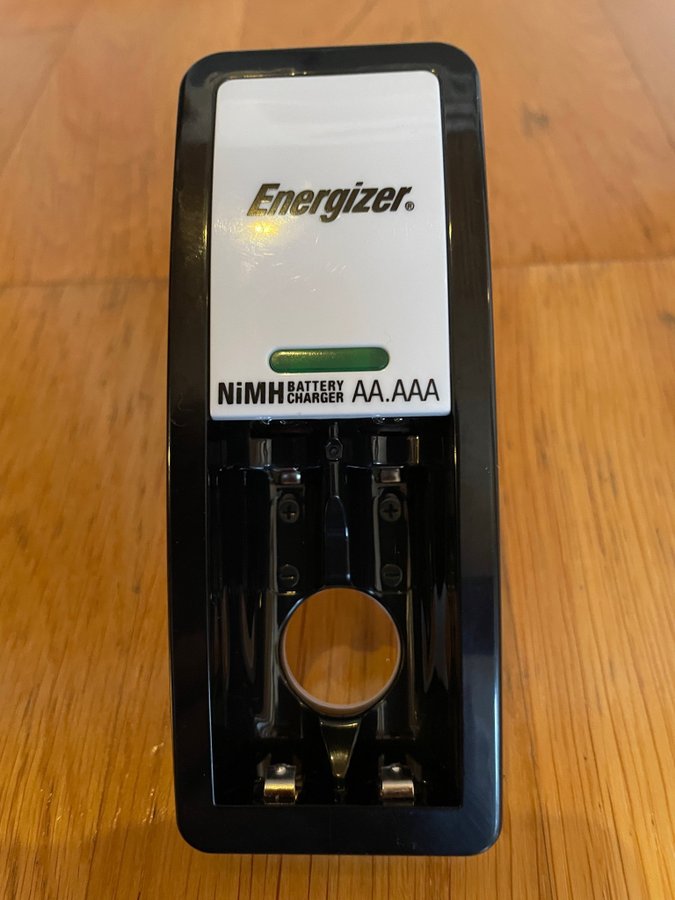 Energizer®
NiMH BATTERY CHARGER AA.AAA
+ +
- -